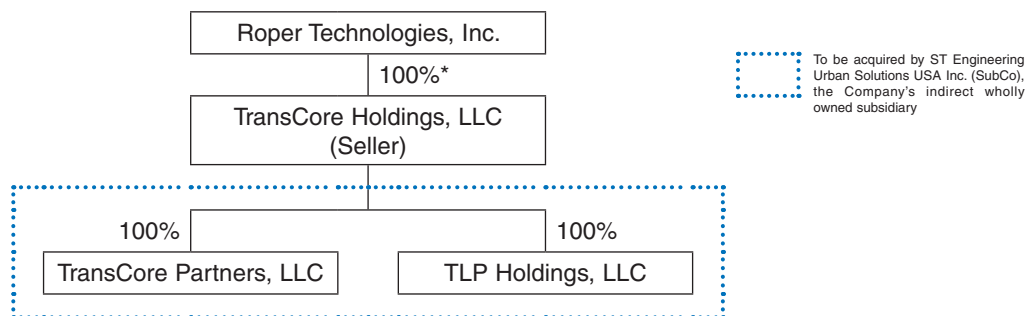 Roper Technologies, Inc.
100%*
TransCore Holdings, LLC
(Seller)
100%
100%
TransCore Partners, LLC
TLP Holdings, LLC
To be acquired by ST Engineering
Urban Solutions USA Inc. (SubCo),
the Company's indirect wholly
owned subsidiary